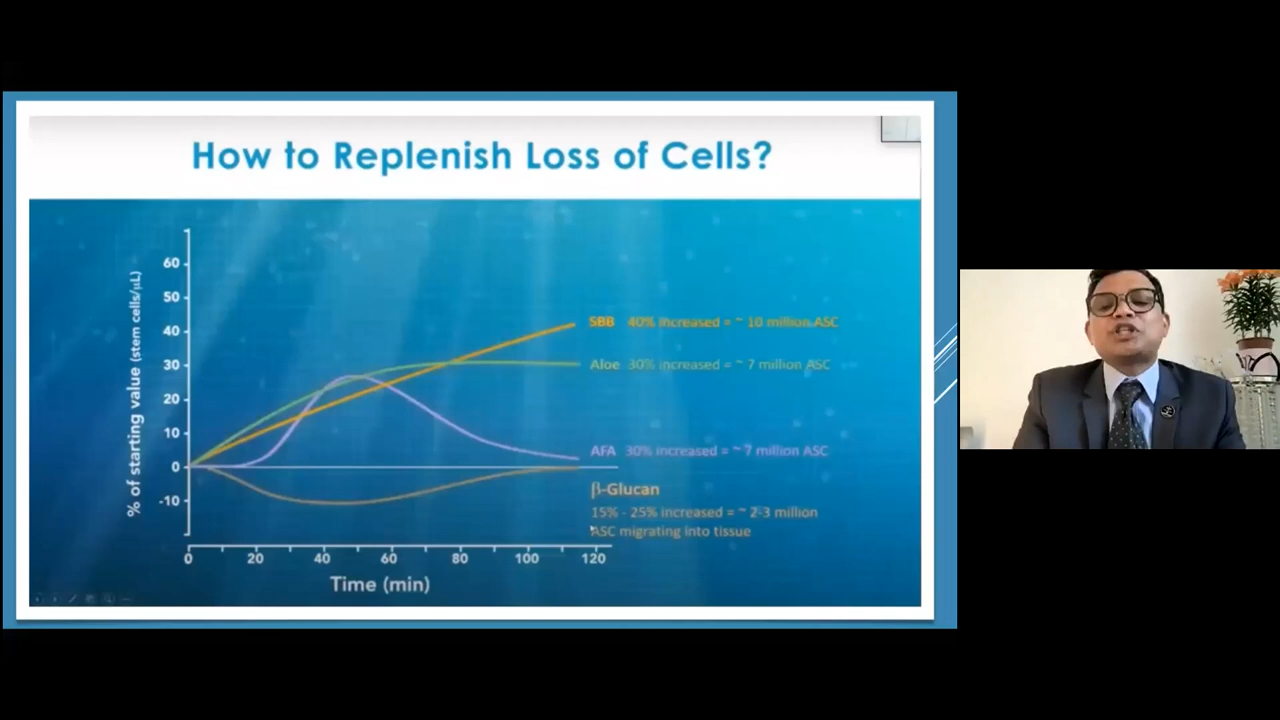 How to Replenish Loss of Cells?
% of starting value (stem cells/μL)
60
50
40
30
20
10
0
-10
SBB 40% increased = ~ 10 million ASC
Aloe 30% increased = ~ 7 million ASC
AFA 30% increased = ~ 7 million ASC
β-Glucan
15% - 25% increased = ~ 2-3 million
ASC migrating into tissue
0 20 40 60 80 100 120
Time (min)